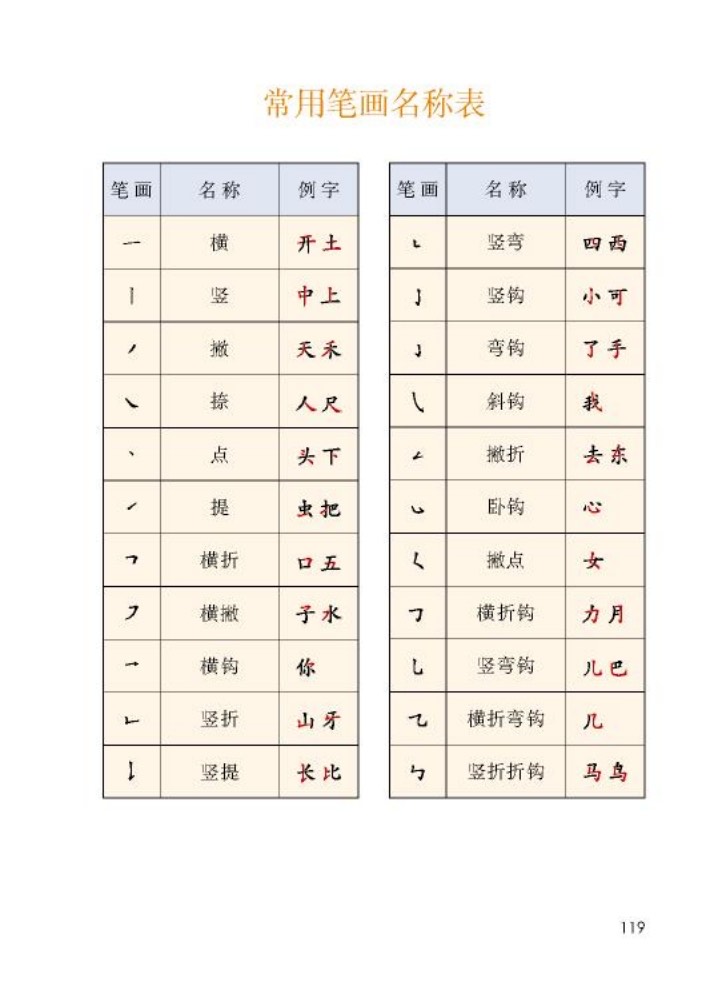 常用笔画名称表
笔画 名称 例字
㇐ 横 开土
㇑ 竖 中上
㇒ 撇 天禾
㇏ 捺 人尺
㇔ 点 头下
㇀ 提 虫把
㇕ 横折 口五
㇇ 横撇 子水
㇖ 横钩 你
㇗ 竖折 山牙
㇙ 竖提 长比
笔画 名称 例字
㇄ 竖弯 四西
㇚ 竖钩 小可
㇁ 弯钩 了手
㇂ 斜钩 我
㇜ 撇折 去东
㇃ 卧钩 心
㇛ 撇点 女
㇆ 横折钩 力月
㇟ 竖弯钩 儿巴
㇈ 横折弯钩 几
㇉ 竖折折钩 马鸟
119